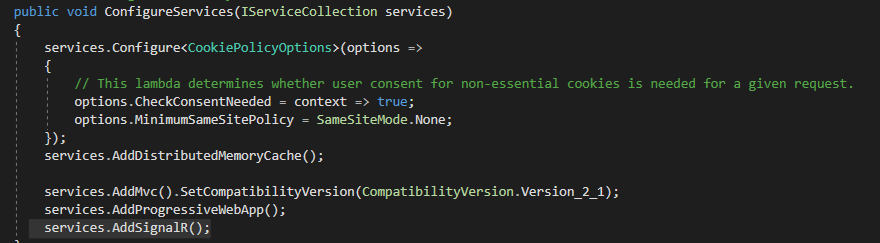 public void ConfigureServices(IServiceCollection services)
{
services.Configure<CookiePolicyOptions>(options =>
{
// This lambda determines whether user consent for non-essential cookies is needed for a given request.
options.CheckConsentNeeded = context => true;
options.MinimumSameSitePolicy = SameSiteMode.None;
});
services.AddDistributedMemoryCache();
services.AddMvc().SetCompatibilityVersion(CompatibilityVersion.Version_2_1);
services.AddProgressiveWebApp();
services.AddSignalR();